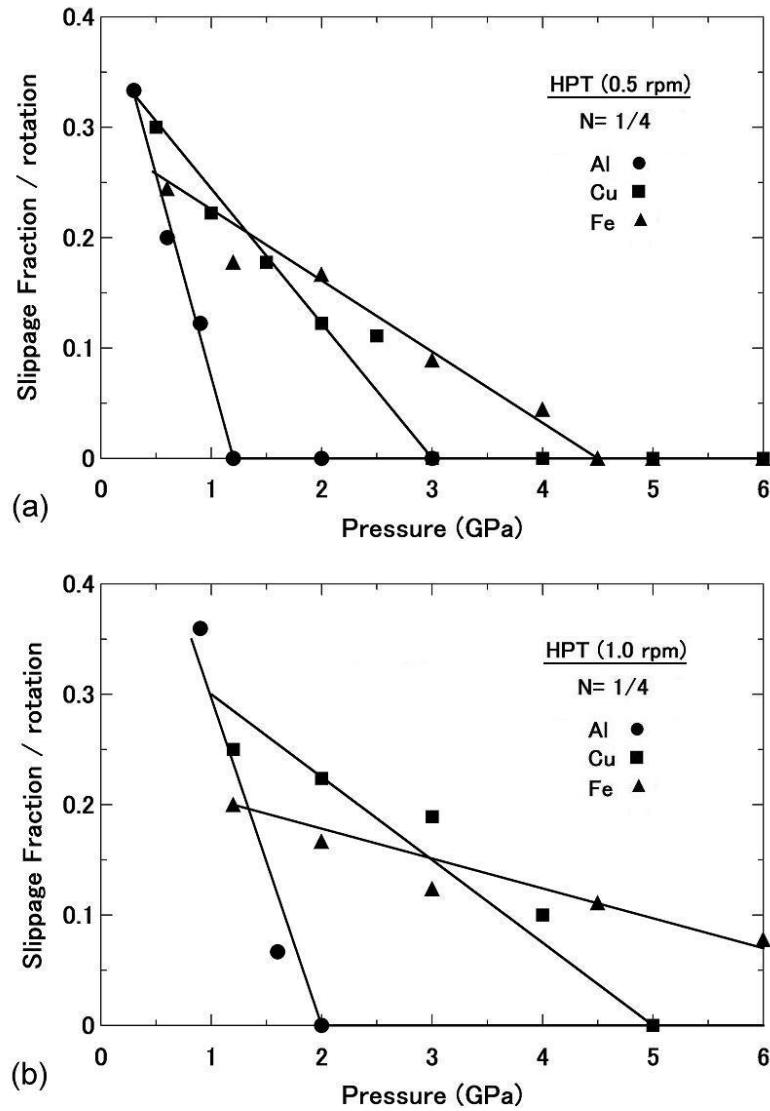 0.4
0.3
0.2
0.1
0
Slippage Fraction / rotation
HPT (0.5 rpm)
N= 1/4
Al ●
Cu ■
Fe ▲
0 1 2 3 4 5 6
Pressure (GPa)
(a)
0.4
0.3
0.2
0.1
0
Slippage Fraction / rotation
HPT (1.0 rpm)
N= 1/4
Al ●
Cu ■
Fe ▲
0 1 2 3 4 5 6
Pressure (GPa)
(b)